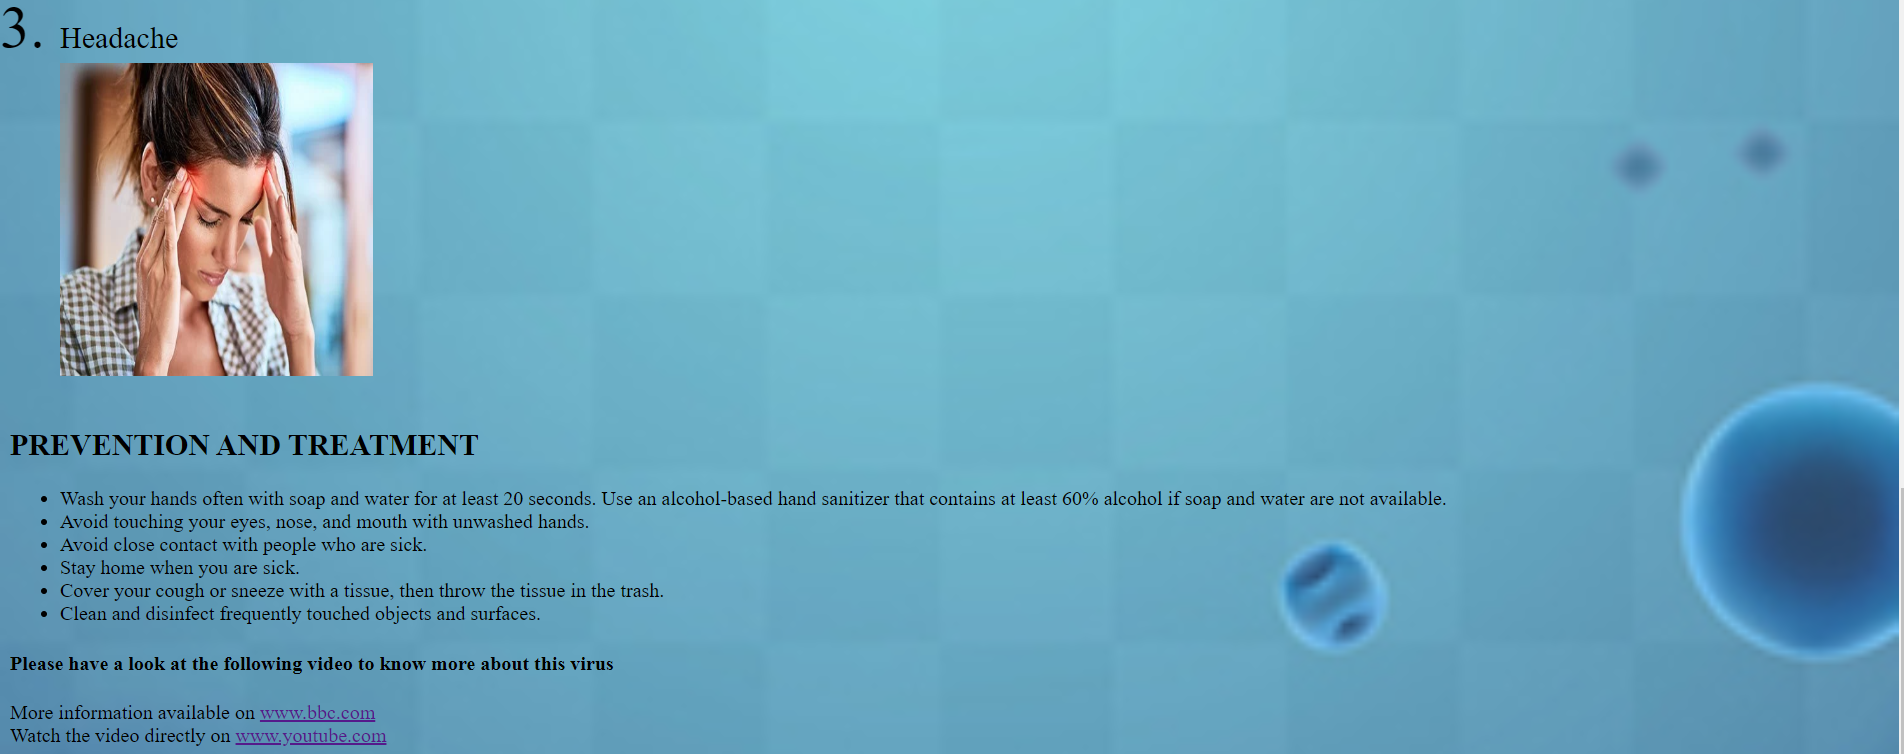 3. Headache
PREVENTION AND TREATMENT
• Wash your hands often with soap and water for at least 20 seconds. Use an alcohol-based hand sanitizer that contains at least 60% alcohol if soap and water are not available.
• Avoid touching your eyes, nose, and mouth with unwashed hands.
• Avoid close contact with people who are sick.
• Stay home when you are sick.
• Cover your cough or sneeze with a tissue, then throw the tissue in the trash.
• Clean and disinfect frequently touched objects and surfaces.
Please have a look at the following video to know more about this virus
More information available on www.bbc.com
Watch the video directly on www.youtube.com